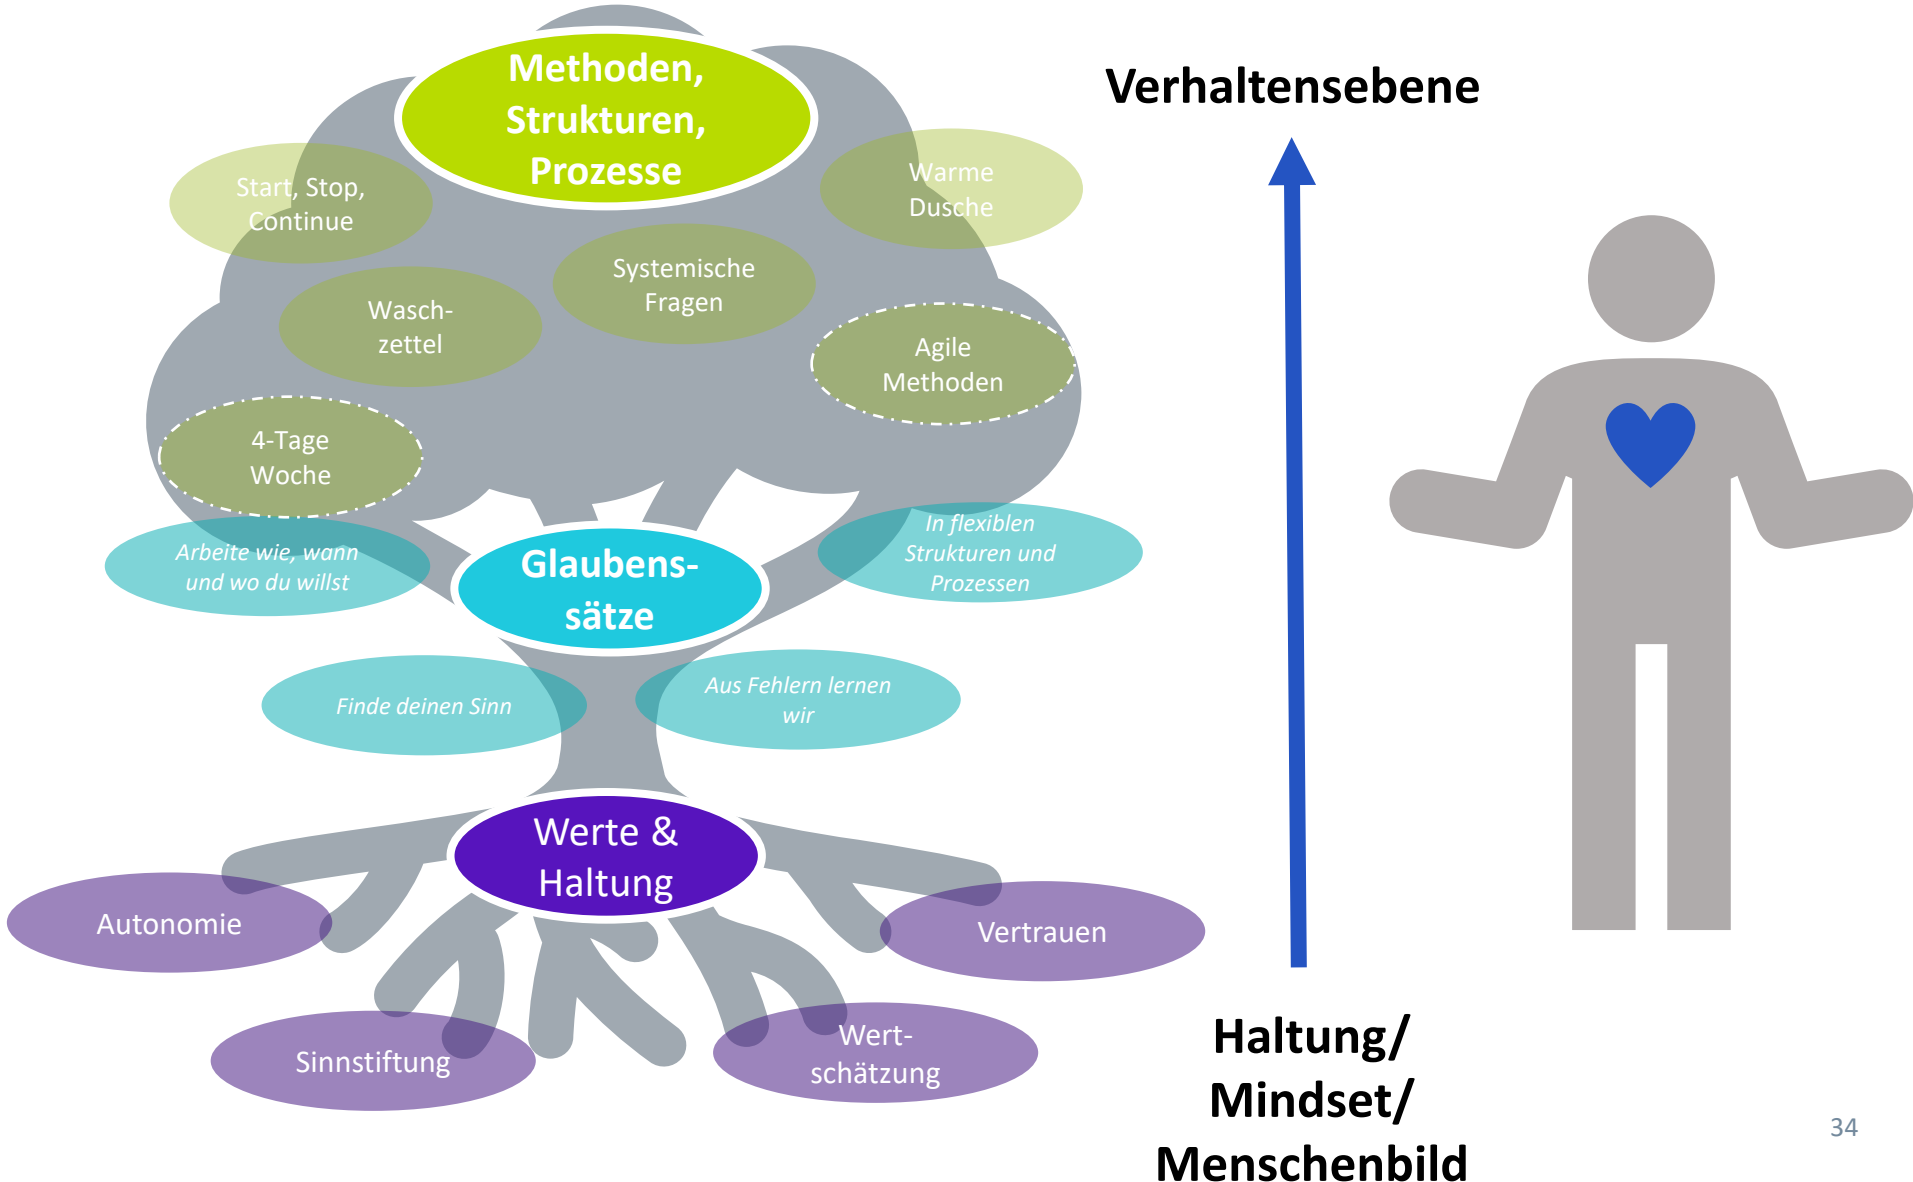 Methoden,
Strukturen,
Prozesse
Verhaltensebene
Start, Stop,
Continue
Warme
Dusche
Systemische
Fragen
Wasch-
zettel
Agile
Methoden
4-Tage
Woche
Arbeite wie, wann
und wo du willst
Glaubens-
sätze
In flexiblen
Strukturen und
Prozessen
Finde deinen Sinn
Aus Fehlern lernen
wir
Werte &
Haltung
Autonomie
Vertrauen
Sinnstiftung
Wert-
schätzung
Haltung/
Mindset/
Menschenbild
34